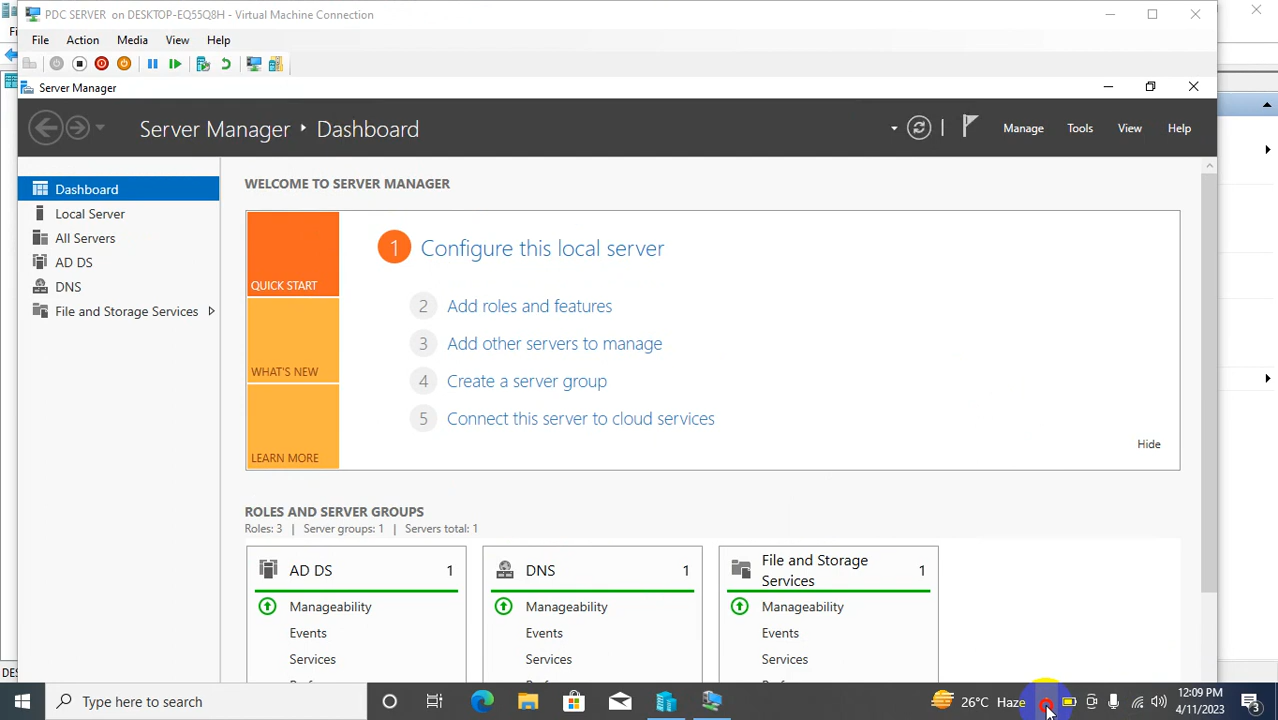 PDC SERVER on DESKTOP-EQ55Q8H - Virtual Machine Connection
File Action Media View Help
Server Manager
Server Manager ‣ Dashboard
Manage Tools View Help
Dashboard
Local Server
All Servers
AD DS
DNS
File and Storage Services
WELCOME TO SERVER MANAGER
QUICK START
WHAT'S NEW
LEARN MORE
1 Configure this local server
2 Add roles and features
3 Add other servers to manage
4 Create a server group
5 Connect this server to cloud services
Hide
ROLES AND SERVER GROUPS
Roles: 3 | Server groups: 1 | Servers total: 1
AD DS 1
Manageability
Events
Services
DNS 1
Manageability
Events
Services
File and Storage
Services 1
Manageability
Events
Services
Type here to search
26°C Haze
12:09 PM
4/11/2023
3